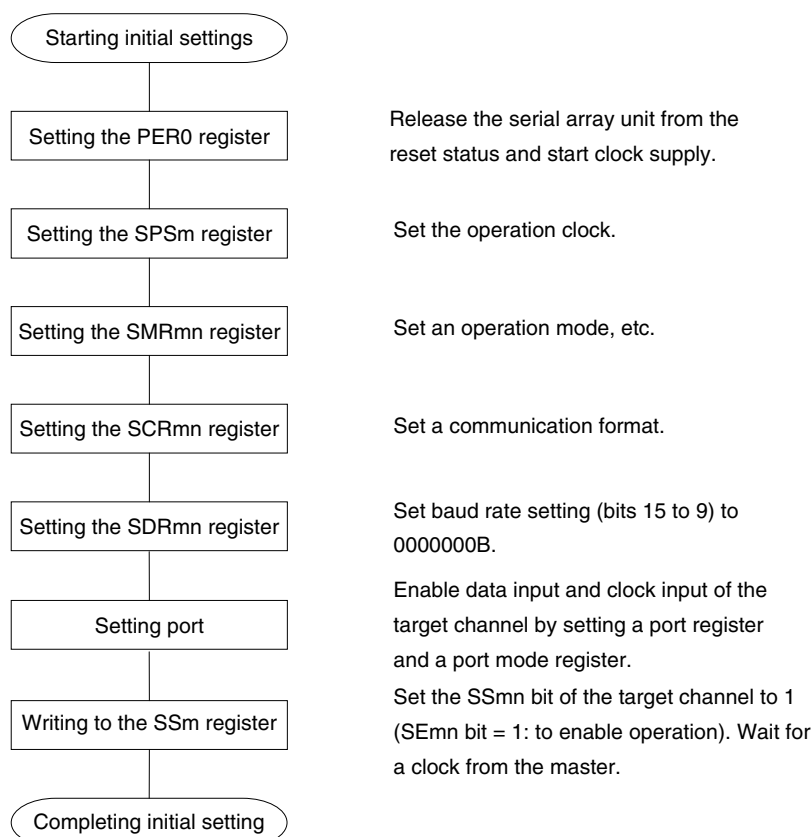 Starting initial settings
Setting the PER0 register
Release the serial array unit from the
reset status and start clock supply.
Setting the SPSm register
Set the operation clock.
Setting the SMRmn register
Set an operation mode, etc.
Setting the SCRmn register
Set a communication format.
Setting the SDRmn register
Set baud rate setting (bits 15 to 9) to
0000000B.
Setting port
Enable data input and clock input of the
target channel by setting a port register
and a port mode register.
Writing to the SSm register
Set the SSmn bit of the target channel to 1
(SEmn bit = 1: to enable operation). Wait for
a clock from the master.
Completing initial setting